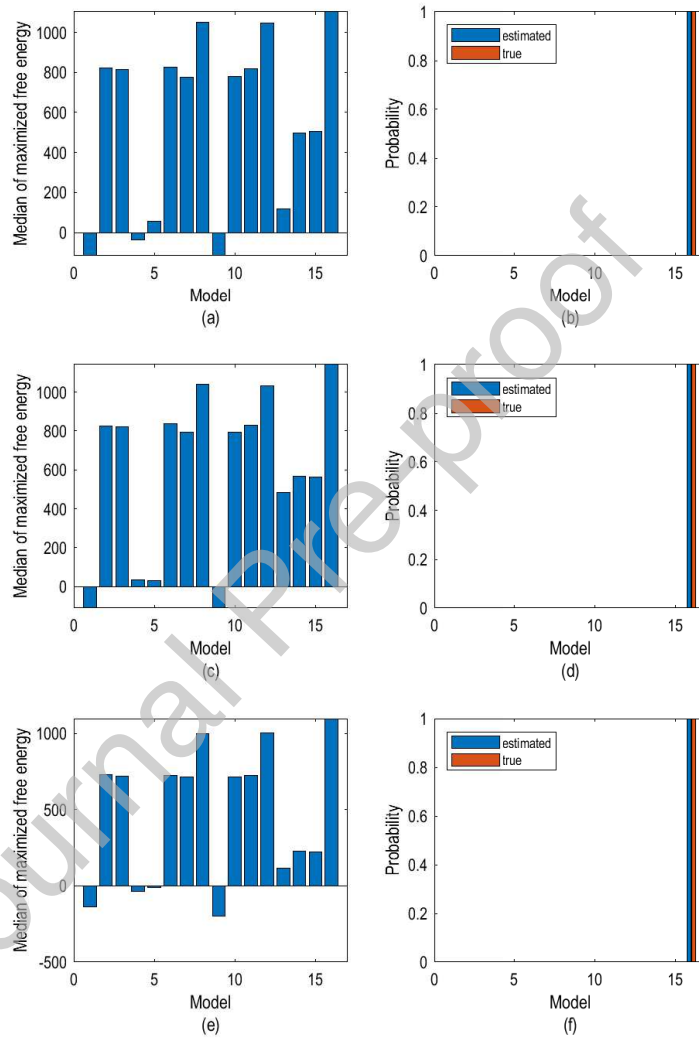 Median of maximized free energy
1000
800
600
400
200
0
0 5 10 15
Model
(a)
Probability
1
0.8
0.6
0.4
0.2
0
estimated
true
0 5 10 15
Model
(b)
Median of maximized free energy
1000
800
600
400
200
0
0 5 10 15
Model
(c)
Probability
1
0.8
0.6
0.4
0.2
0
estimated
true
0 5 10 15
Model
(d)
Median of maximized free energy
1000
500
0
-500
0 5 10 15
Model
(e)
Probability
1
0.8
0.6
0.4
0.2
0
estimated
true
0 5 10 15
Model
(f)
ournal Pre-proof